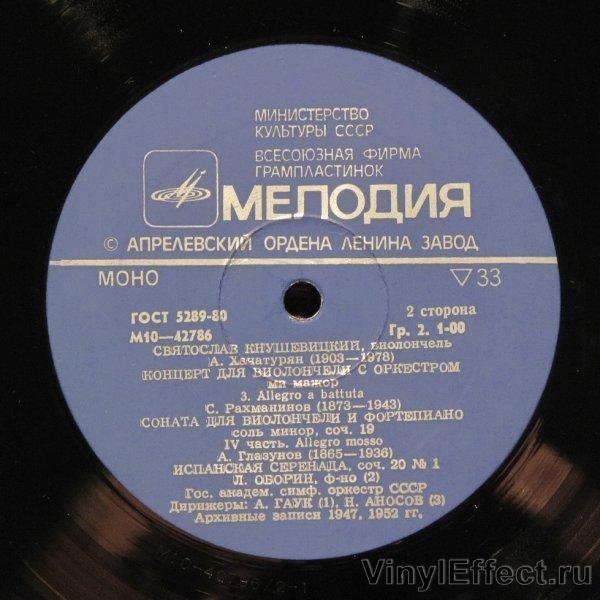 МИНИСТЕРСТВО
КУЛЬТУРЫ СССР
ВСЕСОЮЗНАЯ ФИРМА
ГРАМПЛАСТИНОК
МЕЛОДИЯ
© АПРЕЛЕВСКИЙ ОРДЕНА ЛЕНИНА ЗАВОД
МОНО ▽33
ГОСТ 5289-80 2 сторона
М10—42786 Гр. 2. 1-00
СВЯТОСЛАВ КНУШЕВИЦКИЙ, виолончель
А. Хачатурян (1903—1978)
КОНЦЕРТ ДЛЯ ВИОЛОНЧЕЛИ С ОРКЕСТРОМ
ми мажор
3. Allegro a battuta
С. Рахманинов (1873—1943)
СОНАТА ДЛЯ ВИОЛОНЧЕЛИ И ФОРТЕПИАНО
соль минор, соч. 19
IV часть. Allegro mosso
А. Глазунов (1865—1936)
ИСПАНСКАЯ СЕРЕНАДА, соч. 20 № 1
Л. ОБОРИН, ф-но (2)
Гос. академ. симф. оркестр СССР
Дирижеры: А. ГАУК (1), Н. АНОСОВ (3)
Архивные записи 1947, 1952 гг.
VinylEffect.ru